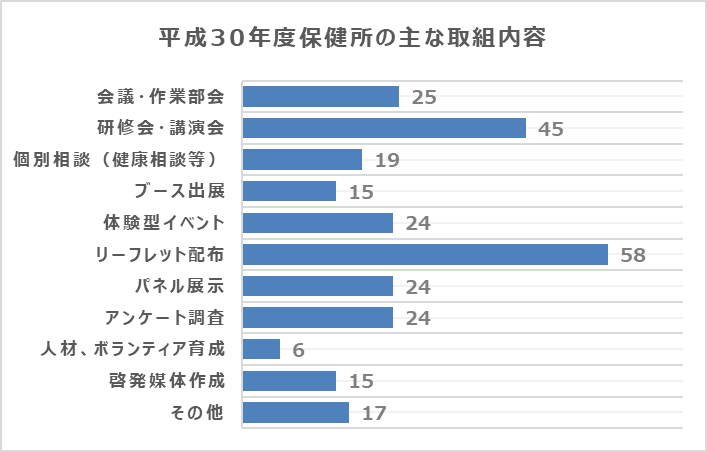 平成30年度保健所の主な取組内容
会議・作業部会 25
研修会・講演会 45
個別相談（健康相談等） 19
ブース出展 15
体験型イベント 24
リーフレット配布 58
パネル展示 24
アンケート調査 24
人材、ボランティア育成 6
啓発媒体作成 15
その他 17